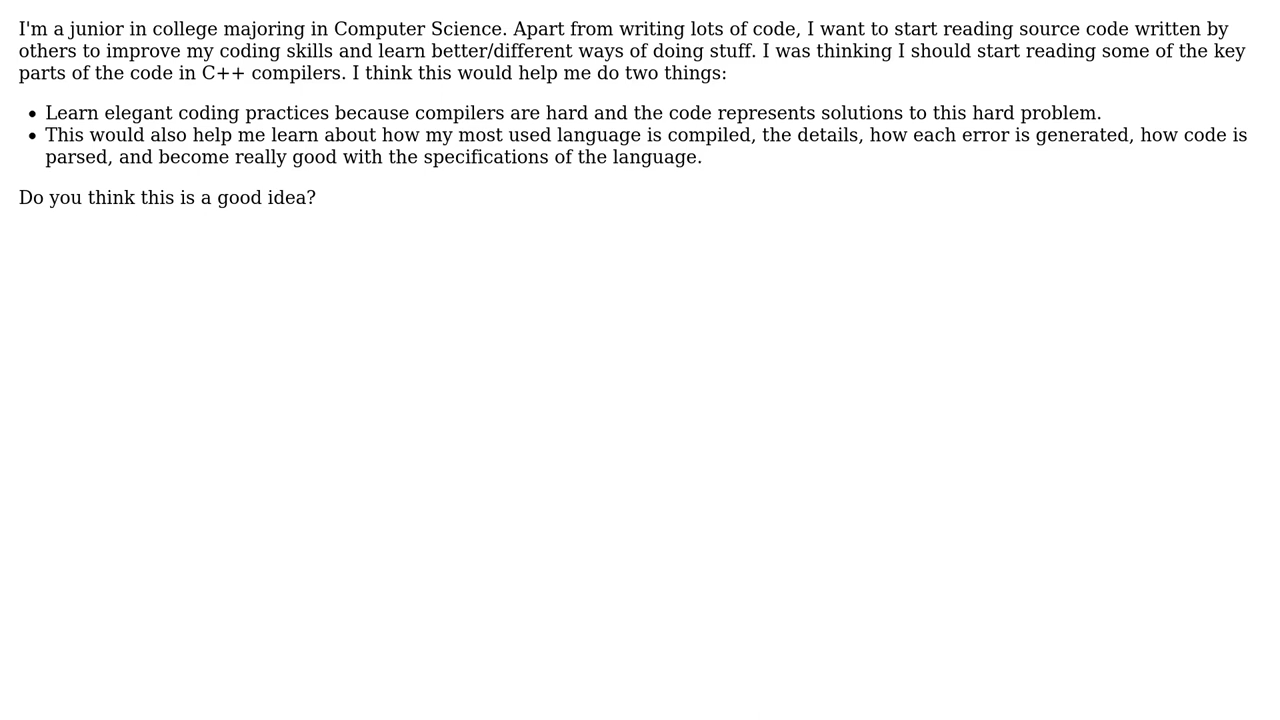 I'm a junior in college majoring in Computer Science. Apart from writing lots of code, I want to start reading source code written by
others to improve my coding skills and learn better/different ways of doing stuff. I was thinking I should start reading some of the key
parts of the code in C++ compilers. I think this would help me do two things:
• Learn elegant coding practices because compilers are hard and the code represents solutions to this hard problem.
• This would also help me learn about how my most used language is compiled, the details, how each error is generated, how code is
parsed, and become really good with the specifications of the language.
Do you think this is a good idea?